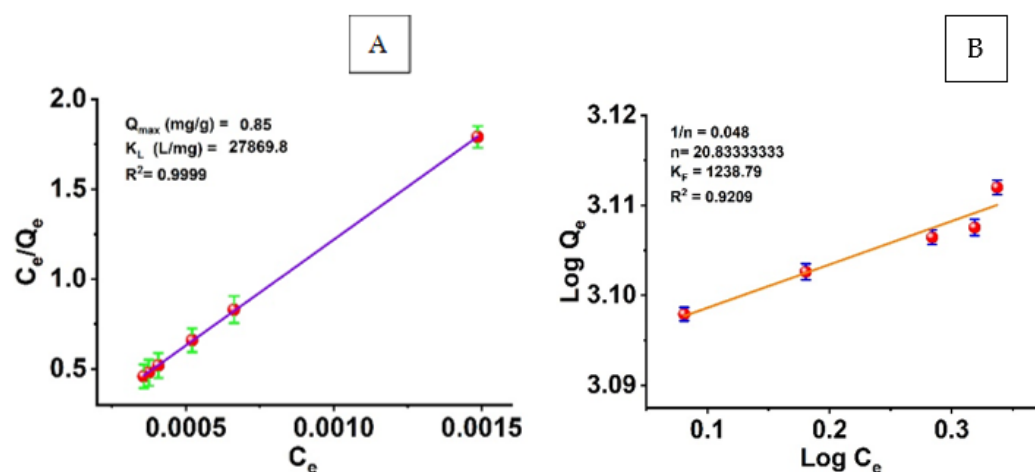 A
B
2.0
1.5
1.0
0.5
Cₑ/Qₑ
Qₘₐₓ (mg/g) = 0.85
K_L (L/mg) = 27869.8
R²= 0.9999
0.0005 0.0010 0.0015
Cₑ
3.12
3.11
3.10
3.09
Log Qₑ
1/n = 0.048
n= 20.83333333
K_F = 1238.79
R² = 0.9209
0.1 0.2 0.3
Log Cₑ